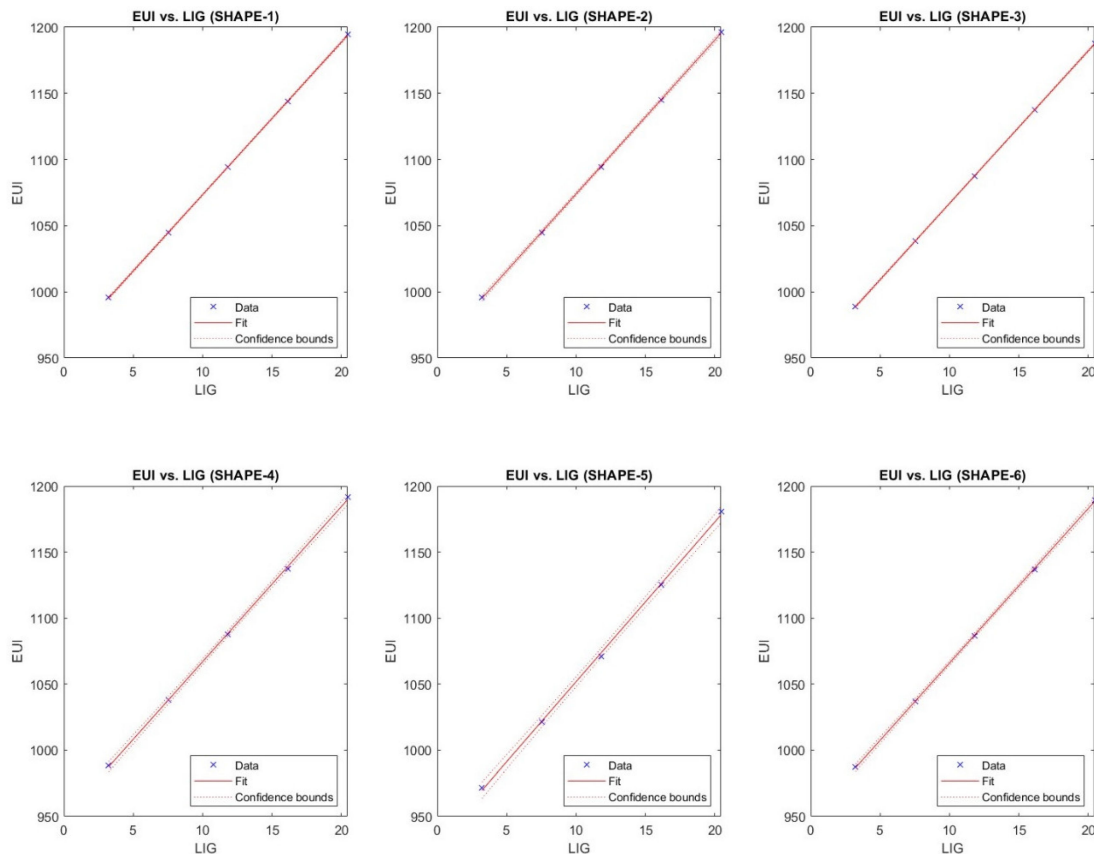 EUI vs. LIG (SHAPE-1)
1200
1150
1100
1050
1000
950
EUI
0 5 10 15 20
LIG
Data
Fit
Confidence bounds
EUI vs. LIG (SHAPE-2)
1200
1150
1100
1050
1000
950
EUI
0 5 10 15 20
LIG
Data
Fit
Confidence bounds
EUI vs. LIG (SHAPE-3)
1200
1150
1100
1050
1000
950
EUI
0 5 10 15 20
LIG
Data
Fit
Confidence bounds
EUI vs. LIG (SHAPE-4)
1200
1150
1100
1050
1000
950
EUI
0 5 10 15 20
LIG
Data
Fit
Confidence bounds
EUI vs. LIG (SHAPE-5)
1200
1150
1100
1050
1000
950
EUI
0 5 10 15 20
LIG
Data
Fit
Confidence bounds
EUI vs. LIG (SHAPE-6)
1200
1150
1100
1050
1000
950
EUI
0 5 10 15 20
LIG
Data
Fit
Confidence bounds